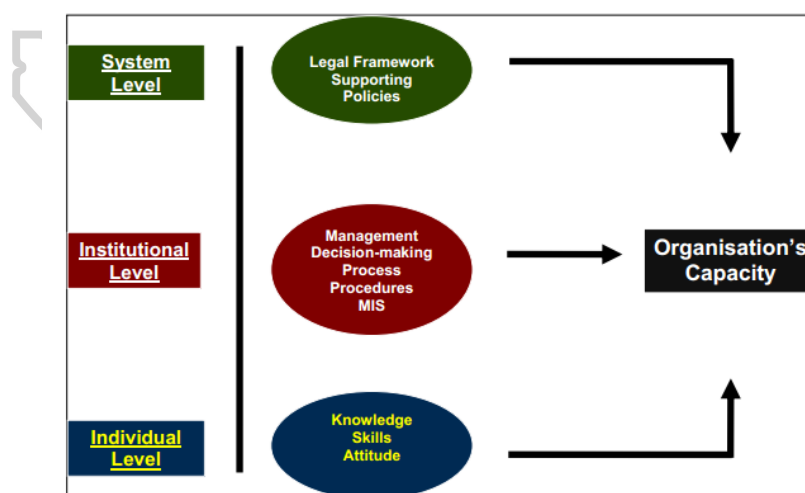 System
Level
Legal Framework
Supporting
Policies
Institutional
Level
Management
Decision-making
Process
Procedures
MIS
Organisation's
Capacity
Individual
Level
Knowledge
Skills
Attitude